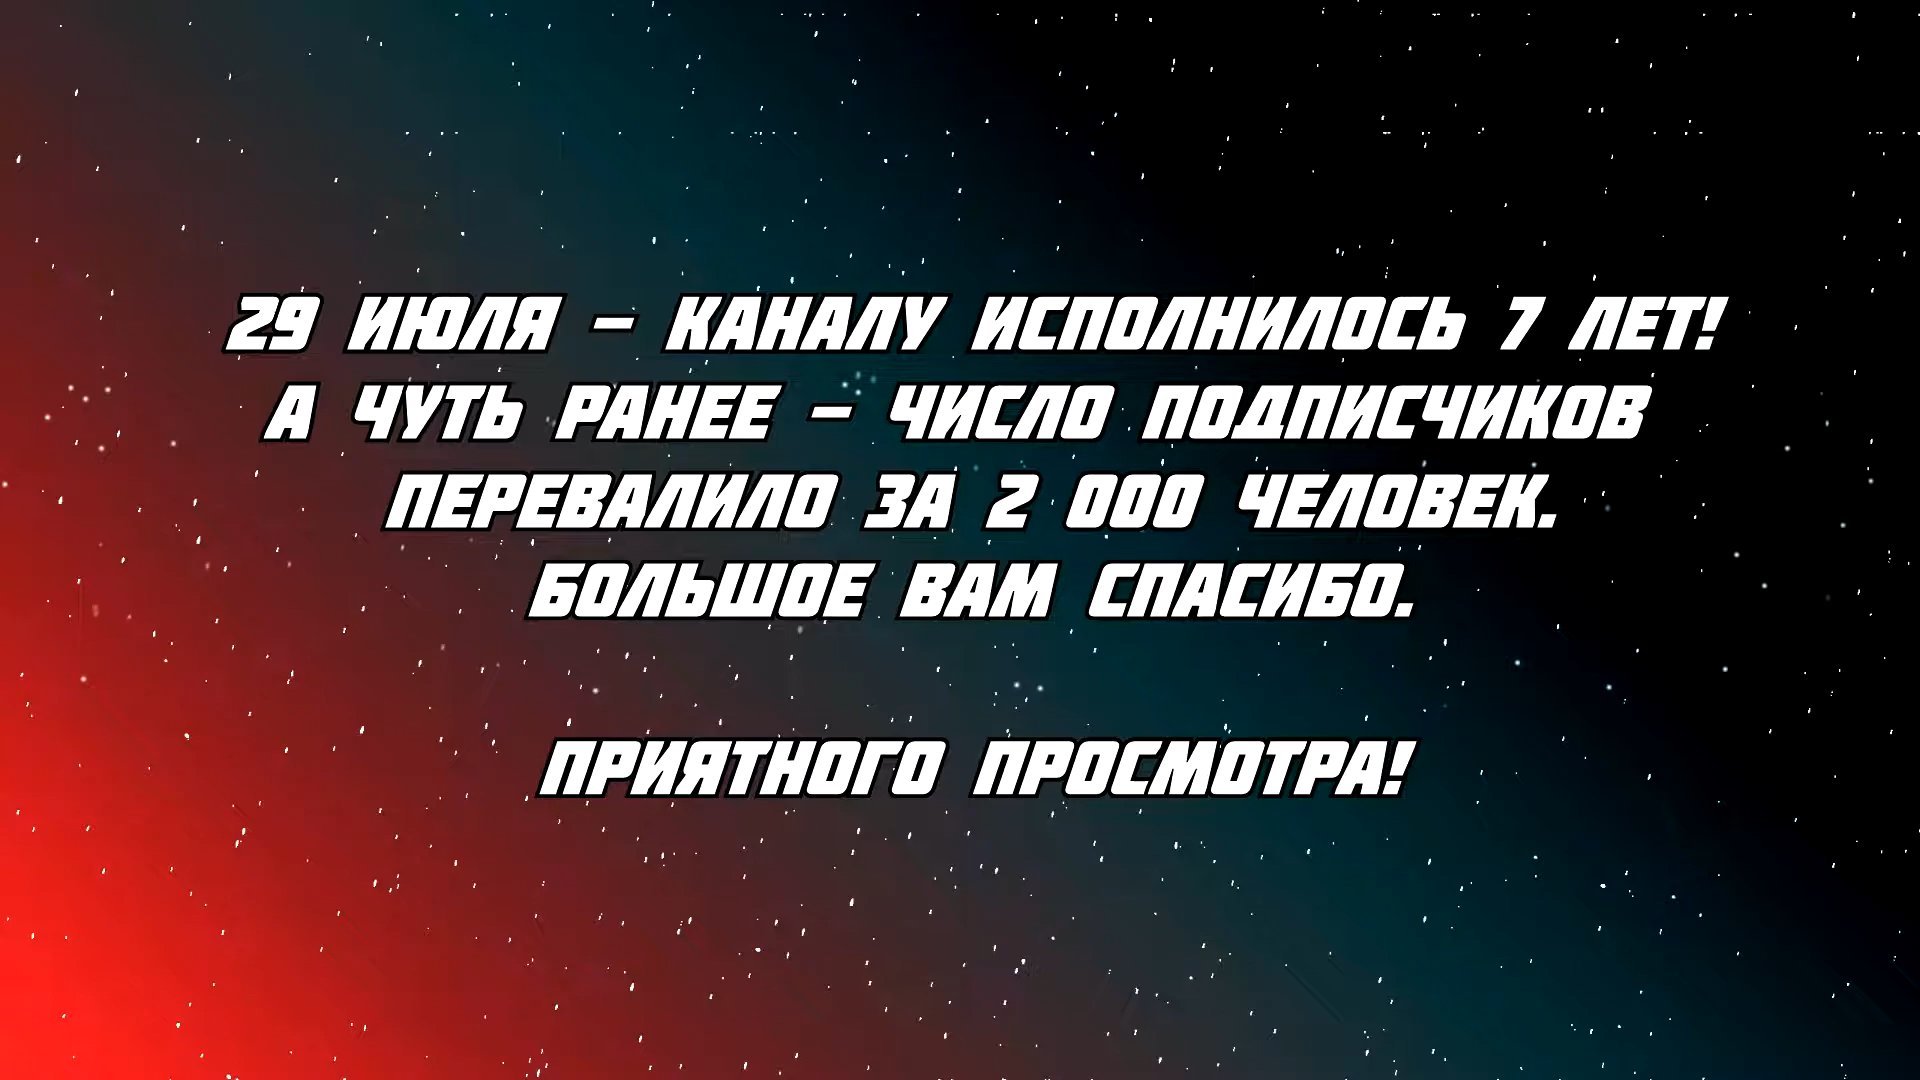 29 ИЮЛЯ – КАНАЛУ ИСПОЛНИЛОСЬ 7 ЛЕТ!
А ЧУТЬ РАНЕЕ – ЧИСЛО ПОДПИСЧИКОВ
ПЕРЕВАЛИЛО ЗА 2 000 ЧЕЛОВЕК.
БОЛЬШОЕ ВАМ СПАСИБО.
ПРИЯТНОГО ПРОСМОТРА!